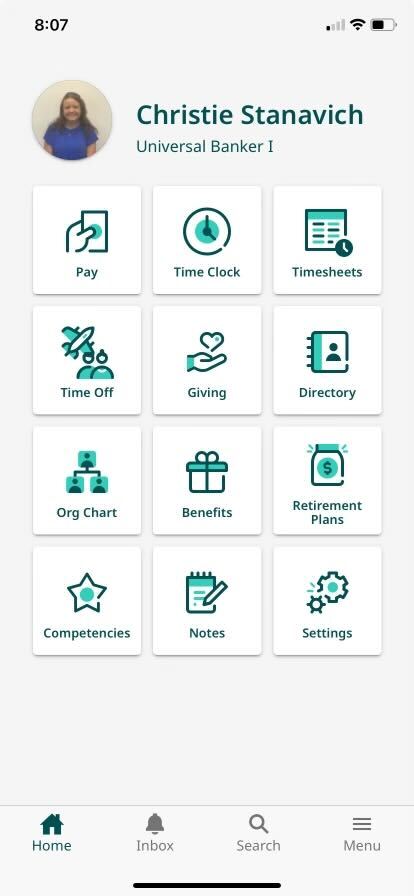 8:07
Christie Stanavich
Universal Banker I
Pay
Time Clock
Timesheets
Time Off
Giving
Directory
Org Chart
Benefits
$
Retirement
Plans
Competencies
Notes
Settings
Home
Inbox
Search
Menu